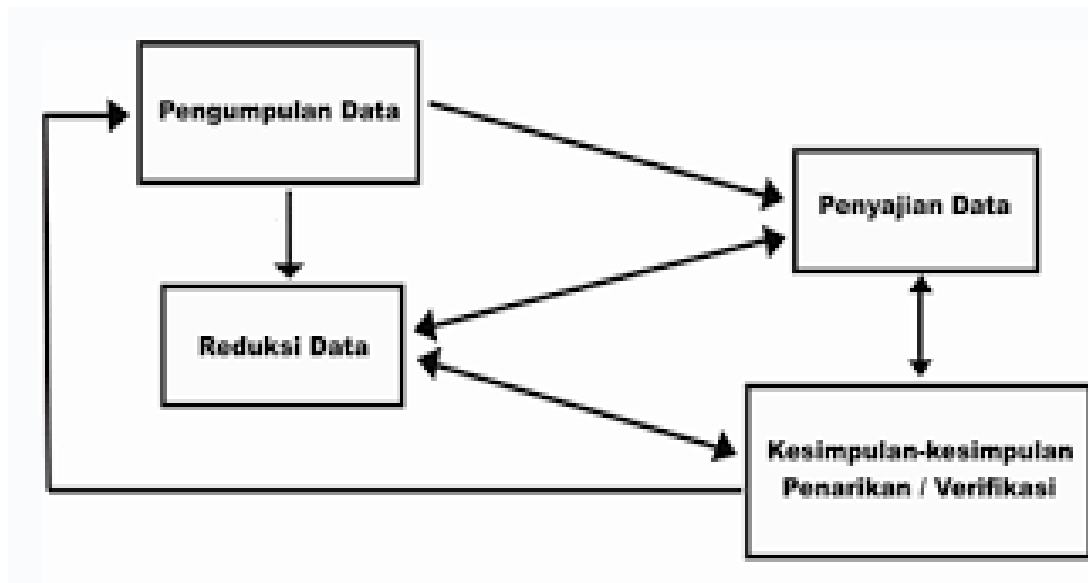 Pengumpulan Data
Penyajian Data
Reduksi Data
Kesimpulan-kesimpulan
Penarikan / Verifikasi